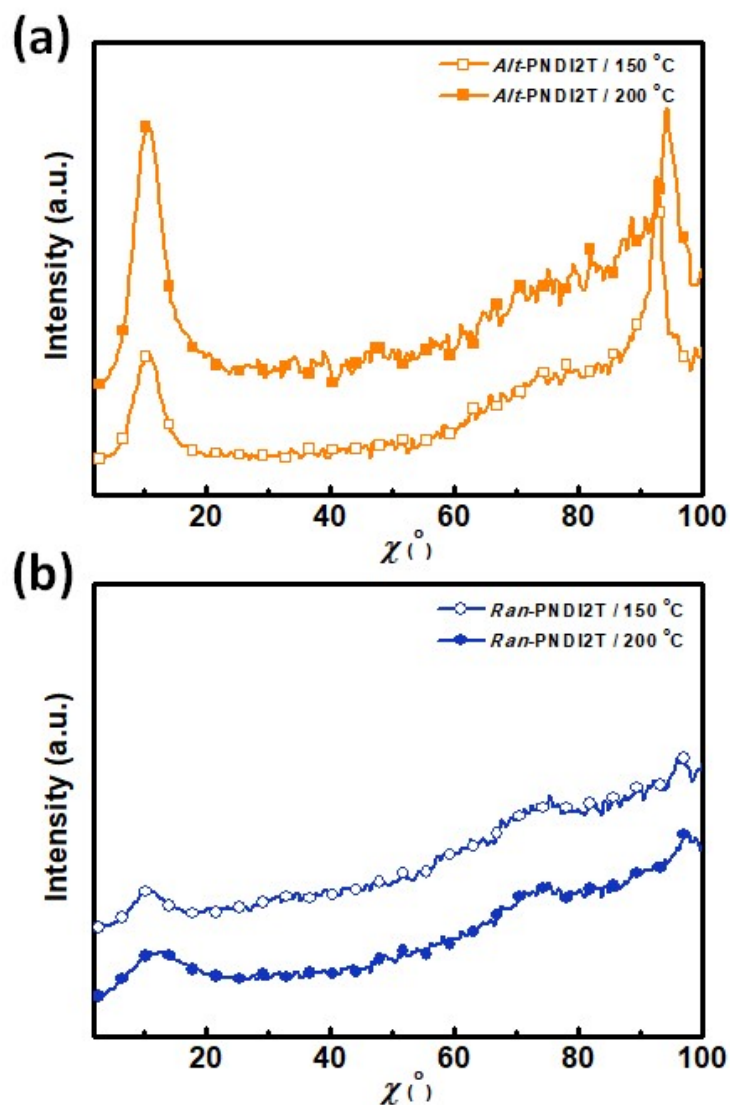 (a)
Alt-PNDI2T / 150 °C
Alt-PNDI2T / 200 °C
Intensity (a.u.)
20 40 60 80 100
χ (°)
(b)
Ran-PNDI2T / 150 °C
Ran-PNDI2T / 200 °C
Intensity (a.u.)
20 40 60 80 100
χ (°)